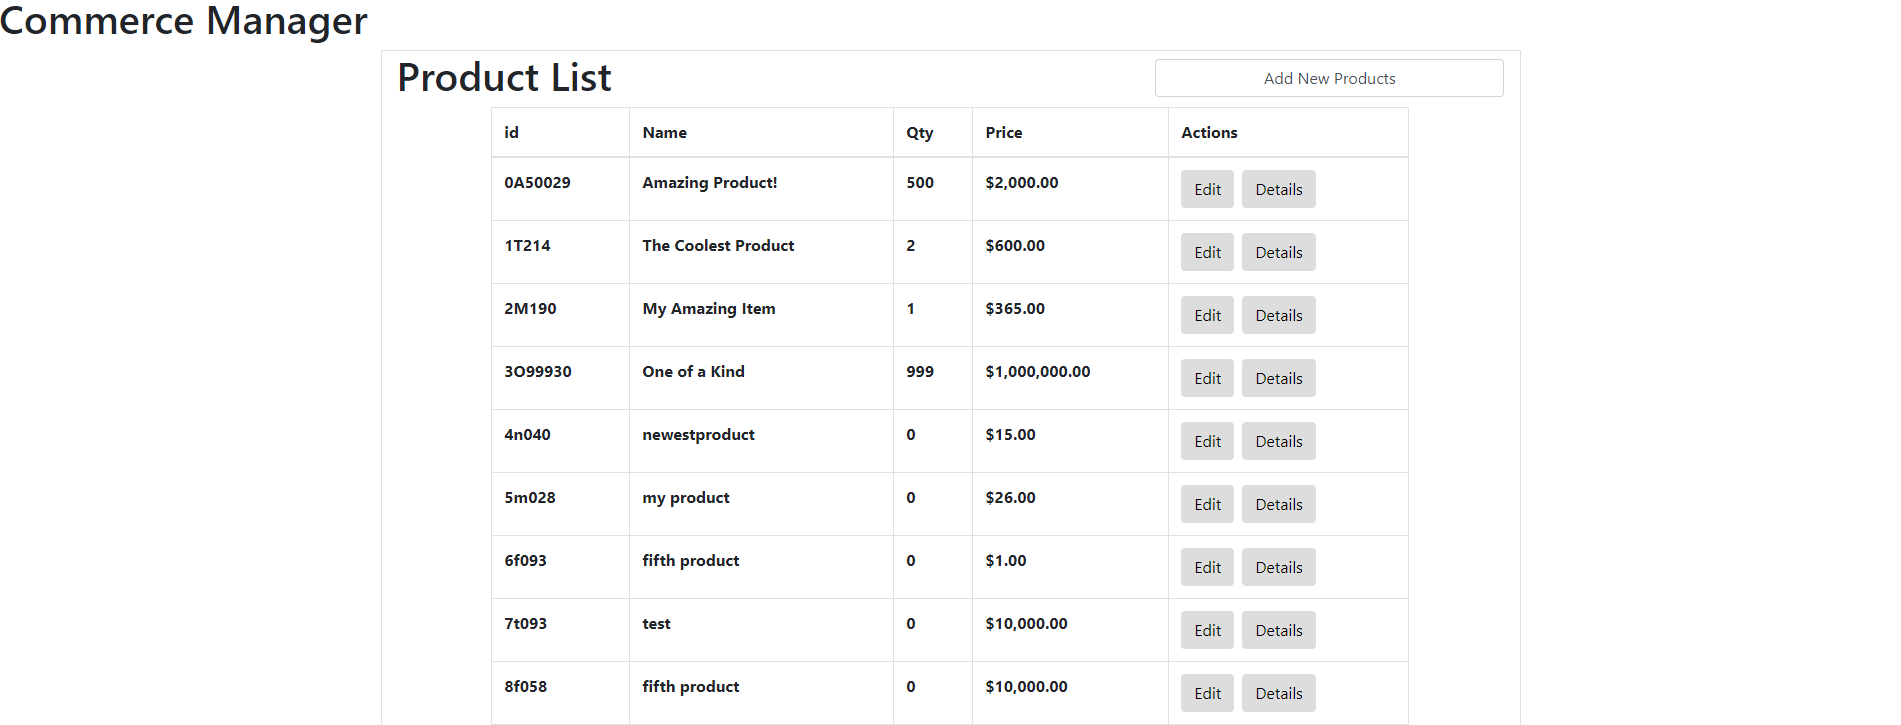 Commerce Manager
Product List
Add New Products
id Name Qty Price Actions
0A50029 Amazing Product! 500 $2,000.00 Edit Details
1T214 The Coolest Product 2 $600.00 Edit Details
2M190 My Amazing Item 1 $365.00 Edit Details
3O99930 One of a Kind 999 $1,000,000.00 Edit Details
4n040 newestproduct 0 $15.00 Edit Details
5m028 my product 0 $26.00 Edit Details
6f093 fifth product 0 $1.00 Edit Details
7t093 test 0 $10,000.00 Edit Details
8f058 fifth product 0 $10,000.00 Edit Details